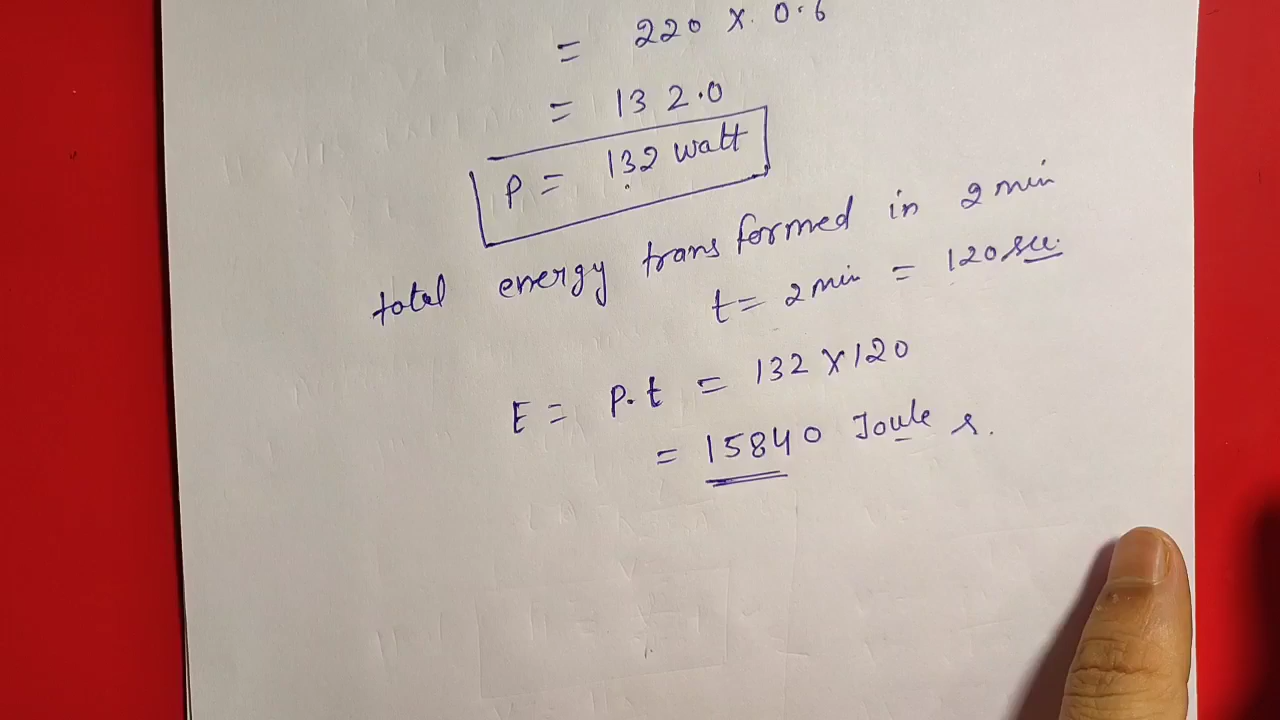 = 220 x. 0.6
= 132.0
P = 132 watt
total energy transformed in 2 min
t = 2 min = 120 sec.
E = P.t = 132 x 120
= 15840 Joule s.